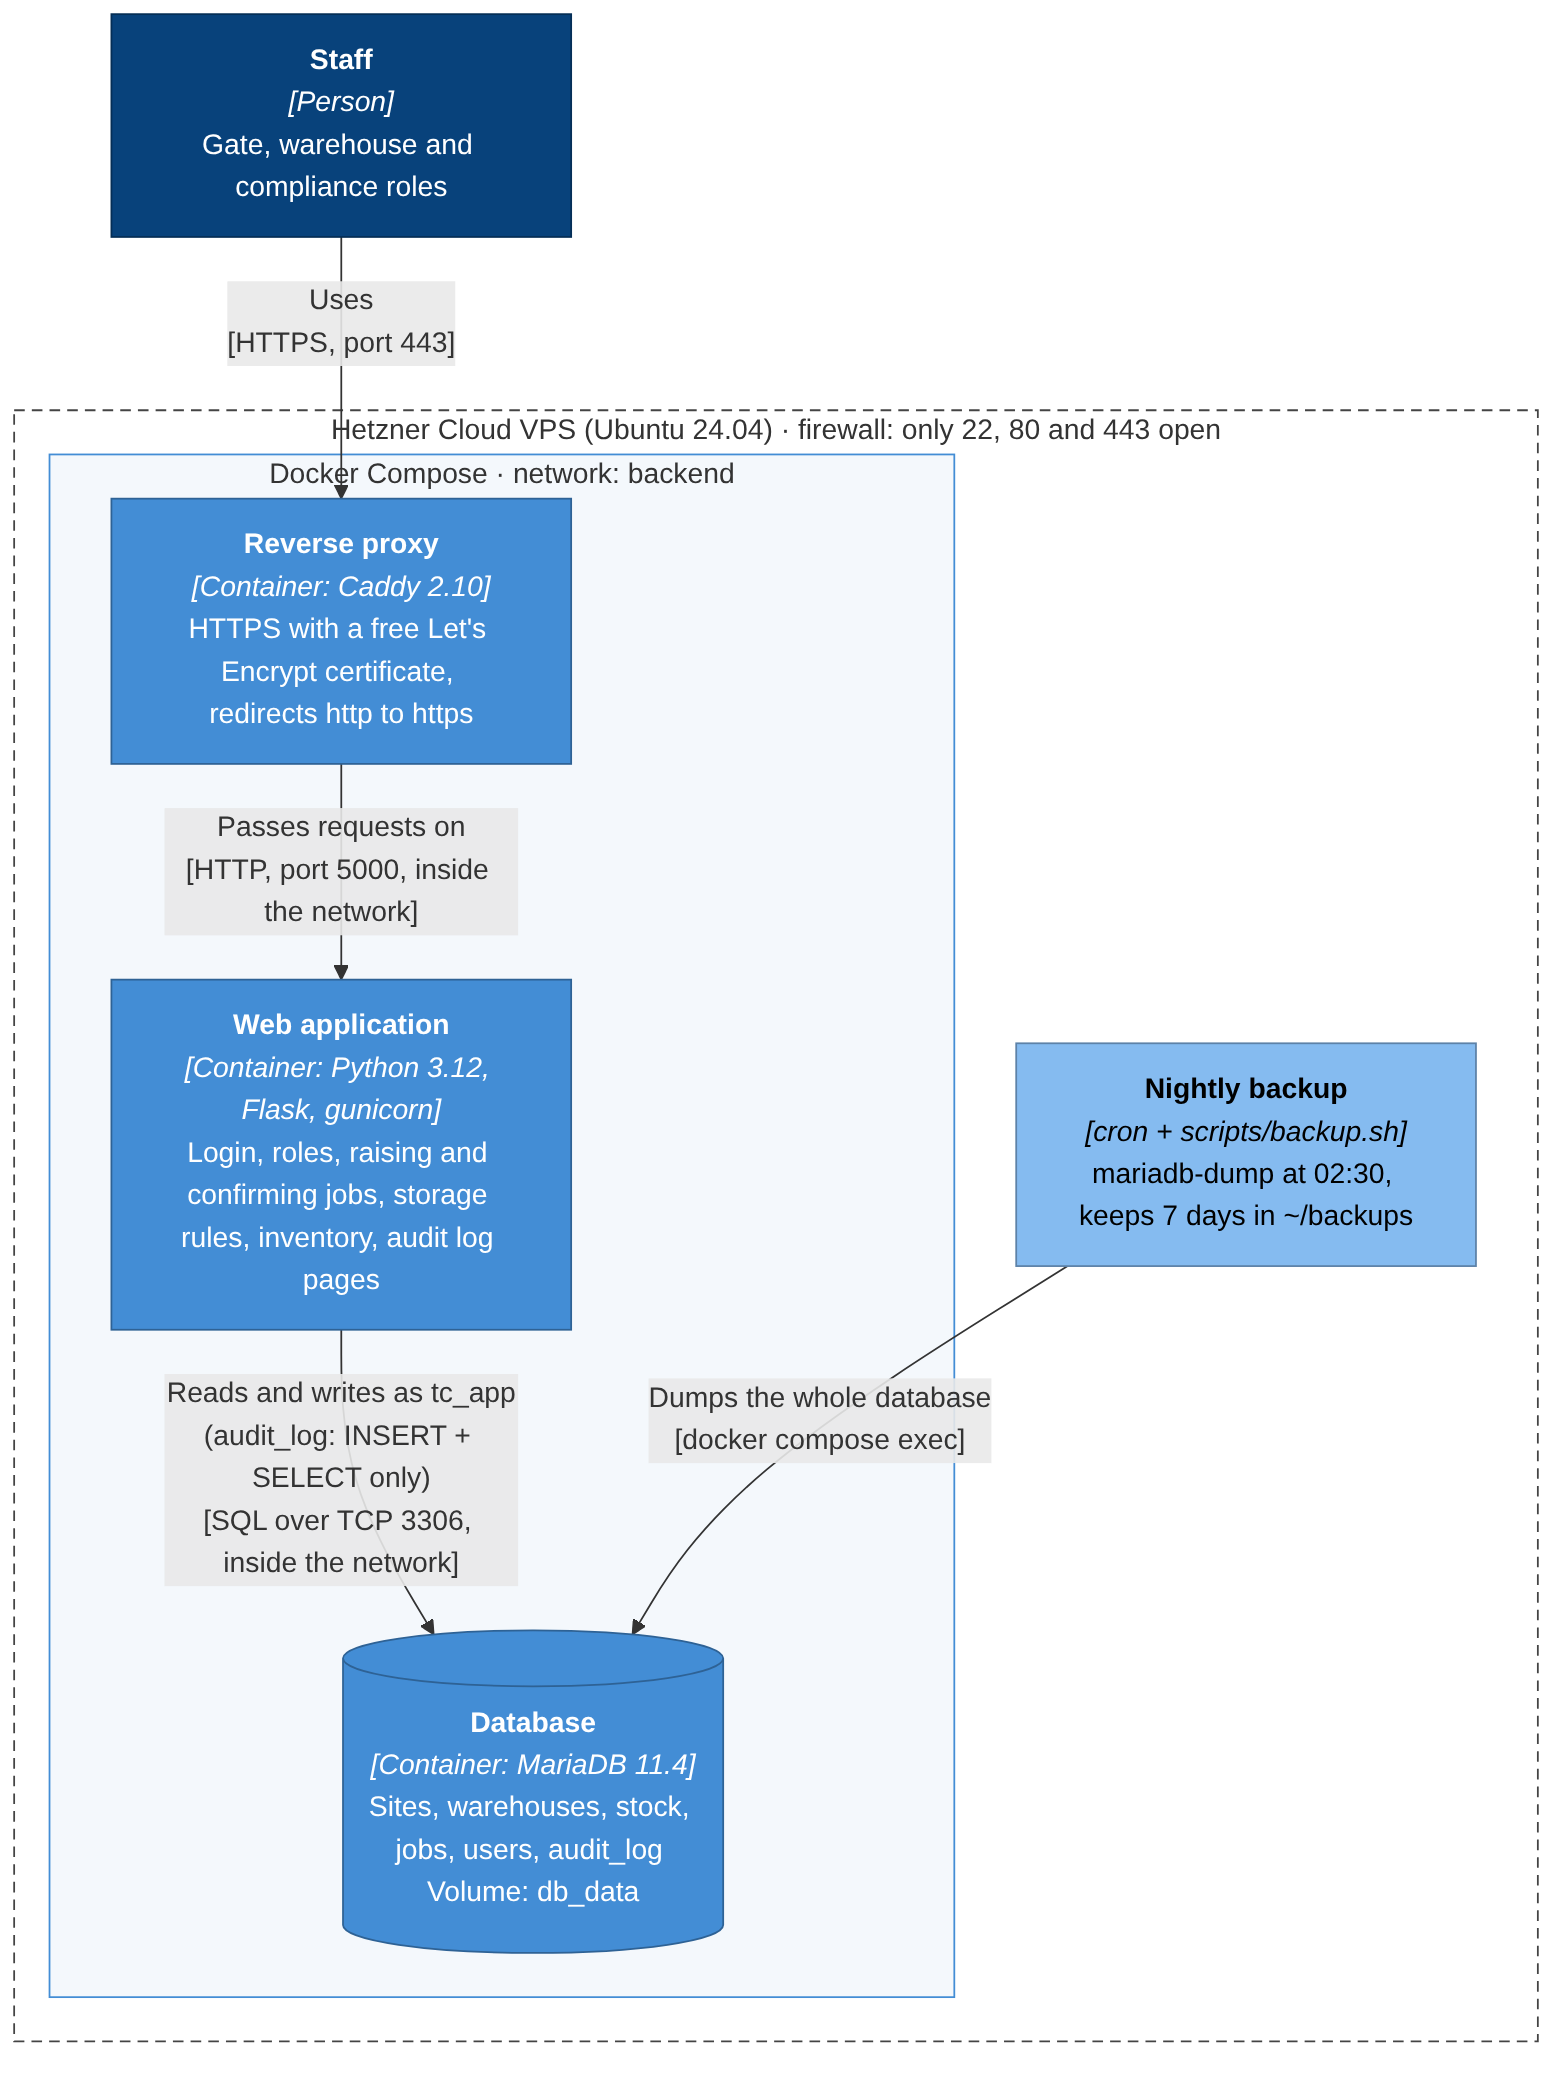 Staff
[Person]
Gate, warehouse and
compliance roles
Uses
[HTTPS, port 443]
Hetzner Cloud VPS (Ubuntu 24.04) · firewall: only 22, 80 and 443 open
Docker Compose · network: backend
Reverse proxy
[Container: Caddy 2.10]
HTTPS with a free Let's
Encrypt certificate,
redirects http to https
Passes requests on
[HTTP, port 5000, inside
the network]
Web application
[Container: Python 3.12,
Flask, gunicorn]
Login, roles, raising and
confirming jobs, storage
rules, inventory, audit log
pages
Nightly backup
[cron + scripts/backup.sh]
mariadb-dump at 02:30,
keeps 7 days in ~/backups
Reads and writes as tc_app
(audit_log: INSERT +
SELECT only)
[SQL over TCP 3306,
inside the network]
Dumps the whole database
[docker compose exec]
Database
[Container: MariaDB 11.4]
Sites, warehouses, stock,
jobs, users, audit_log
Volume: db_data